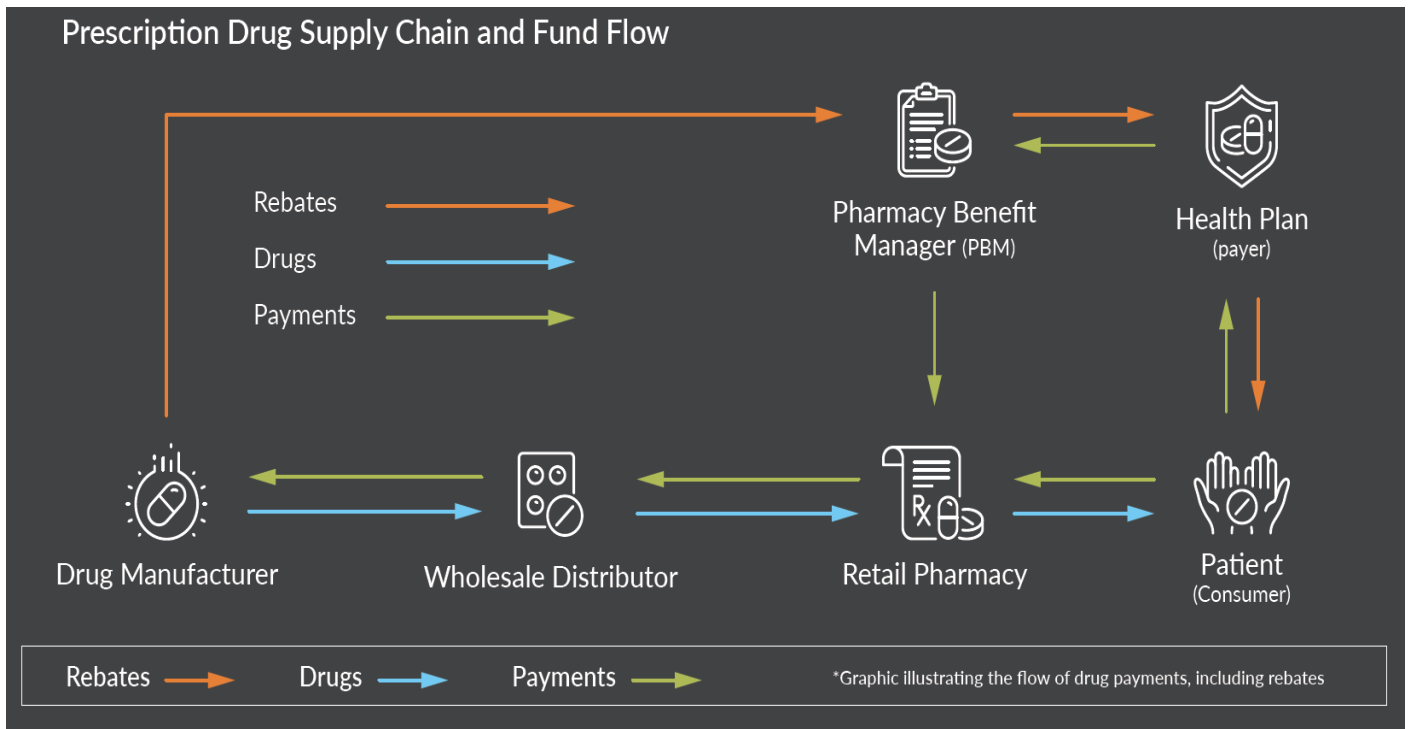 Prescription Drug Supply Chain and Fund Flow
Rebates
Drugs
Payments
Pharmacy Benefit
Manager (PBM)
Health Plan
(payer)
Rx
Drug Manufacturer
Wholesale Distributor
Retail Pharmacy
Patient
(Consumer)
Rebates
Drugs
Payments
*Graphic illustrating the flow of drug payments, including rebates